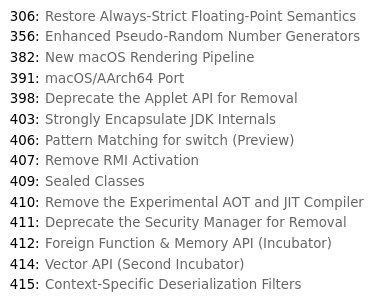 306: Restore Always-Strict Floating-Point Semantics
356: Enhanced Pseudo-Random Number Generators
382: New macOS Rendering Pipeline
391: macOS/AArch64 Port
398: Deprecate the Applet API for Removal
403: Strongly Encapsulate JDK Internals
406: Pattern Matching for switch (Preview)
407: Remove RMI Activation
409: Sealed Classes
410: Remove the Experimental AOT and JIT Compiler
411: Deprecate the Security Manager for Removal
412: Foreign Function & Memory API (Incubator)
414: Vector API (Second Incubator)
415: Context-Specific Deserialization Filters